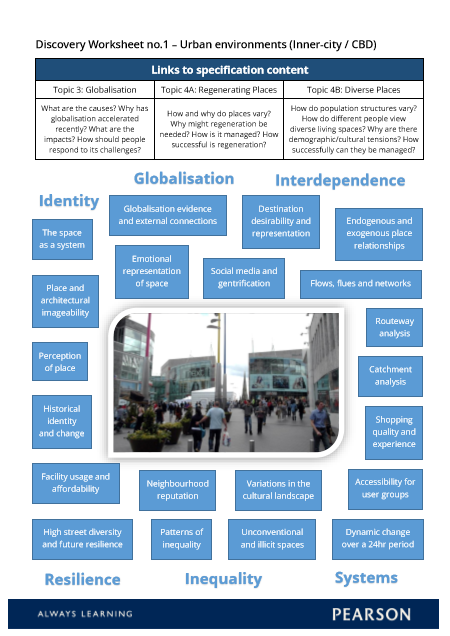 Discovery Worksheet no.1 – Urban environments (Inner-city / CBD)
Links to specification content
Topic 3: Globalisation
Topic 4A: Regenerating Places
Topic 4B: Diverse Places
What are the causes? Why has
globalisation accelerated
recently? What are the
impacts? How should people
respond to its challenges?
How and why do places vary?
Why might regeneration be
needed? How is it managed? How
successful is regeneration?
How do population structures vary?
How do different people view
diverse living spaces? Why are there
demographic/cultural tensions? How
successfully can they be managed?
Globalisation
Interdependence
Identity
Globalisation evidence
and external connections
Destination
desirability and
representation
Endogenous and
exogenous place
relationships
The space
as a system
Emotional
representation
of space
Social media and
gentrification
Flows, flues and networks
Place and
architectural
imageability
Routeway
analysis
Perception
of place
Catchment
analysis
Historical
identity
and change
Shopping
quality and
experience
Facility usage and
affordability
Neighbourhood
reputation
Variations in the
cultural landscape
Accessibility for
user groups
High street diversity
and future resilience
Patterns of
inequality
Unconventional
and illicit spaces
Dynamic change
over a 24hr period
Resilience
Inequality
Systems
ALWAYS LEARNING
PEARSON